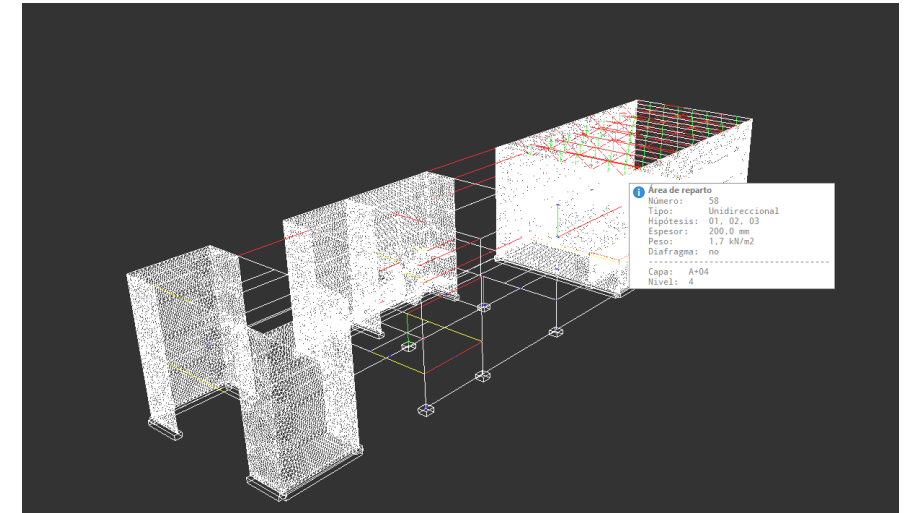 Área de reparto
Número: 58
Tipo: Unidireccional
Hipótesis: 01, 02, 03
Espesor: 200,0 mm
Peso: 1,7 kN/m2
Diafragma: no
Capa: A+04
Nivel: 4